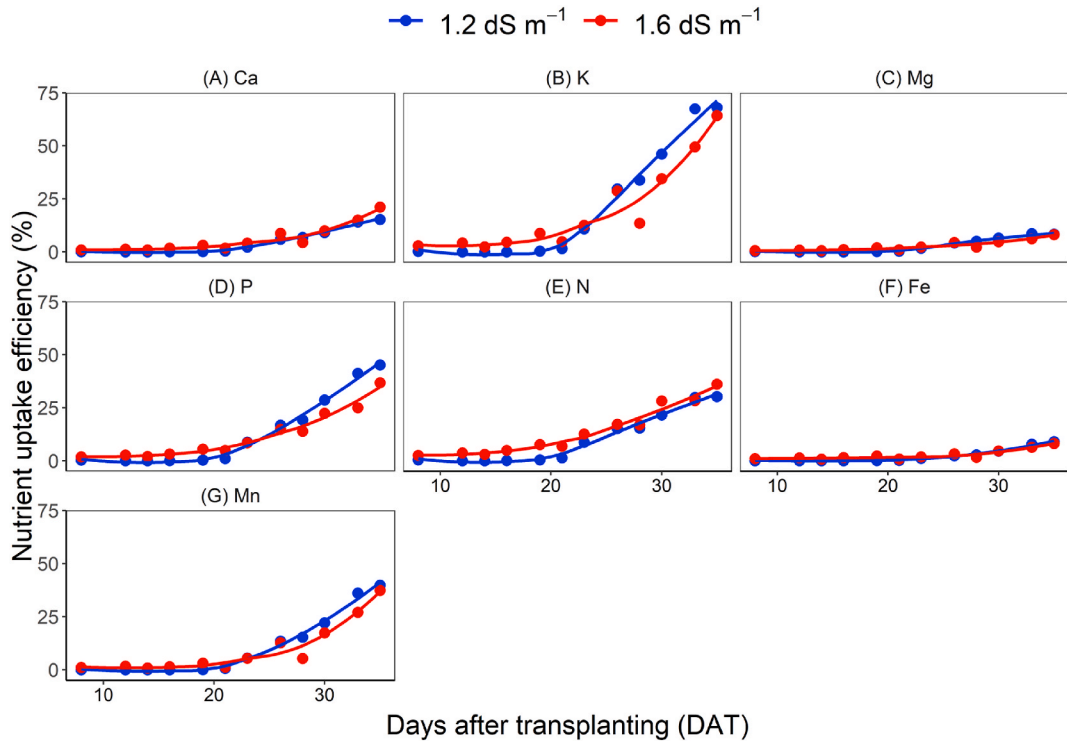 1.2 dS m⁻¹ 1.6 dS m⁻¹
(A) Ca (B) K (C) Mg
75
50
25
0
(D) P (E) N (F) Fe
75
50
25
0
10 20 30 10 20 30
(G) Mn
75
50
25
0
10 20 30
Nutrient uptake efficiency (%)
Days after transplanting (DAT)